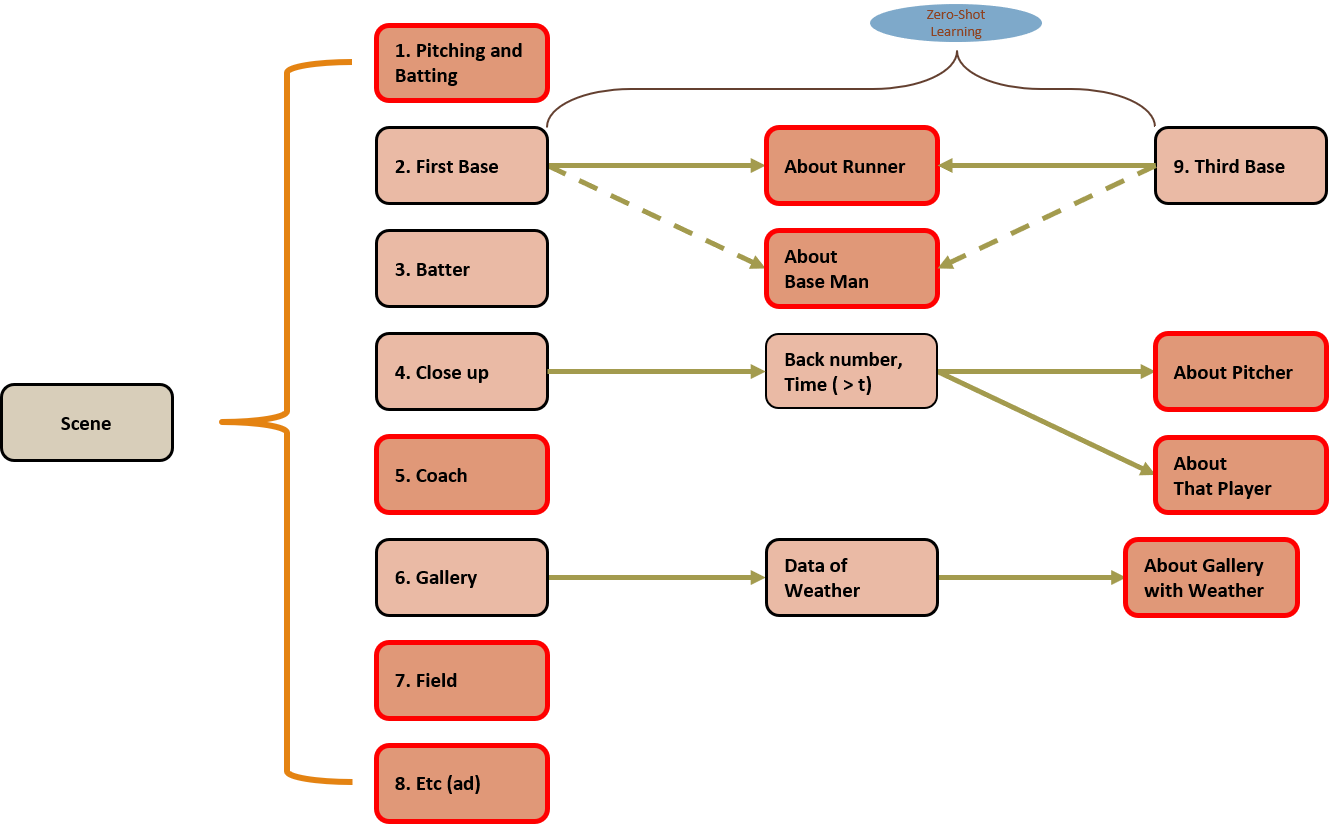 Zero-Shot
Learning
1. Pitching and
Batting
2. First Base
About Runner
9. Third Base
3. Batter
About
Base Man
4. Close up
Back number,
Time ( > t)
About Pitcher
Scene
5. Coach
About
That Player
6. Gallery
Data of
Weather
About Gallery
with Weather
7. Field
8. Etc (ad)